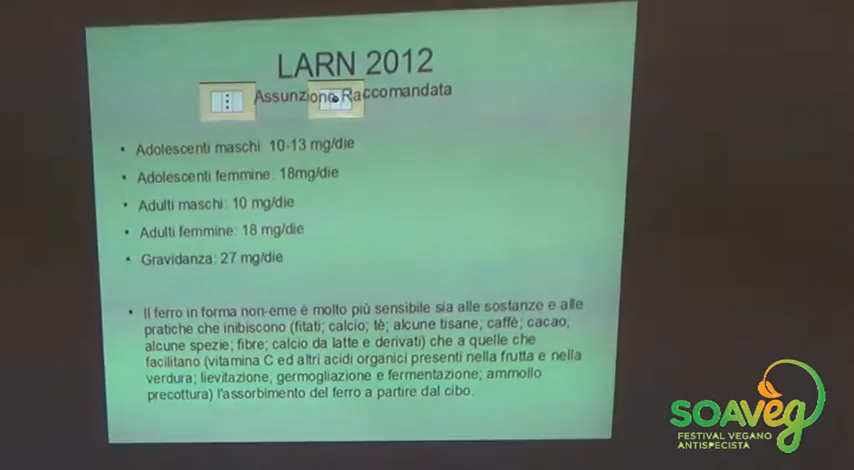 LARN 2012
Assunzione Raccomandata
• Adolescenti maschi: 10-13 mg/die
• Adolescenti femmine: 18mg/die
• Adulti maschi: 10 mg/die
• Adulti femmine: 18 mg/die
• Gravidanza: 27 mg/die
• Il ferro in forma non-eme è molto più sensibile sia alle sostanze e alle
pratiche che inibiscono (fitati; calcio; tè; alcune tisane; caffè; cacao,
alcune spezie; fibre; calcio da latte e derivati) che a quelle che
facilitano (vitamina C ed altri acidi organici presenti nella frutta e nella
verdura; lievitazione, germogliazione e fermentazione; ammollo
precottura) l'assorbimento del ferro a partire dal cibo.
SOAVEG
FESTIVAL VEGANO
ANTISPECISTA